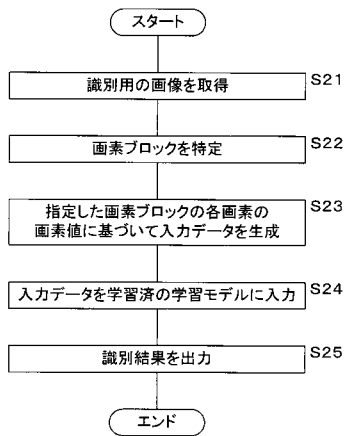 スタート
識別用の画像を取得 S21
画素ブロックを特定 S22
指定した画素ブロックの各画素の S23
画素値に基づいて入力データを生成
入力データを学習済の学習モデルに入力 S24
識別結果を出力 S25
エンド